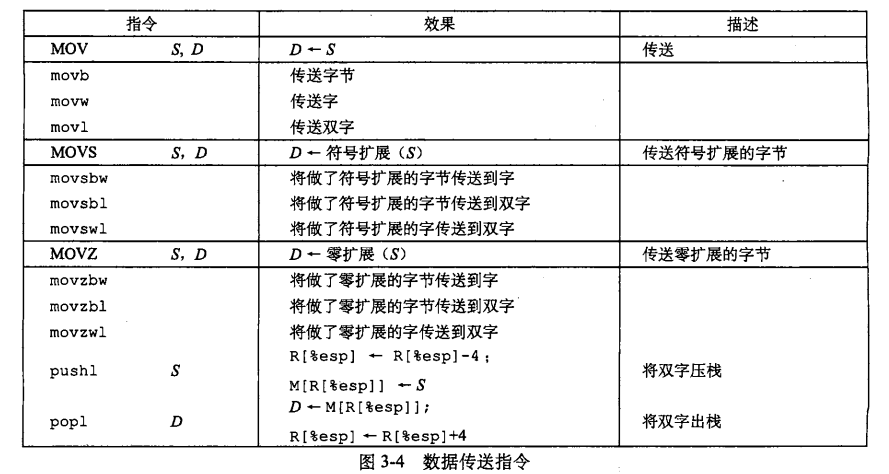 指令 效果 描述
MOV S, D D ← S 传送
movb 传送字节
movw 传送字
movl 传送双字
MOVS S, D D ← 符号扩展（S） 传送符号扩展的字节
movsbw 将做了符号扩展的字节传送到字
movsbl 将做了符号扩展的字节传送到双字
movswl 将做了符号扩展的字传送到双字
MOVZ S, D D ← 零扩展（S） 传送零扩展的字节
movzbw 将做了零扩展的字节传送到字
movzbl 将做了零扩展的字节传送到双字
movzwl 将做了零扩展的字传送到双字
R[%esp] ← R[%esp]-4;
pushl S 将双字压栈
M[R[%esp]] ← S
D ← M[R[%esp]];
popl D 将双字出栈
R[%esp] ← R[%esp]+4
图 3-4 数据传送指令